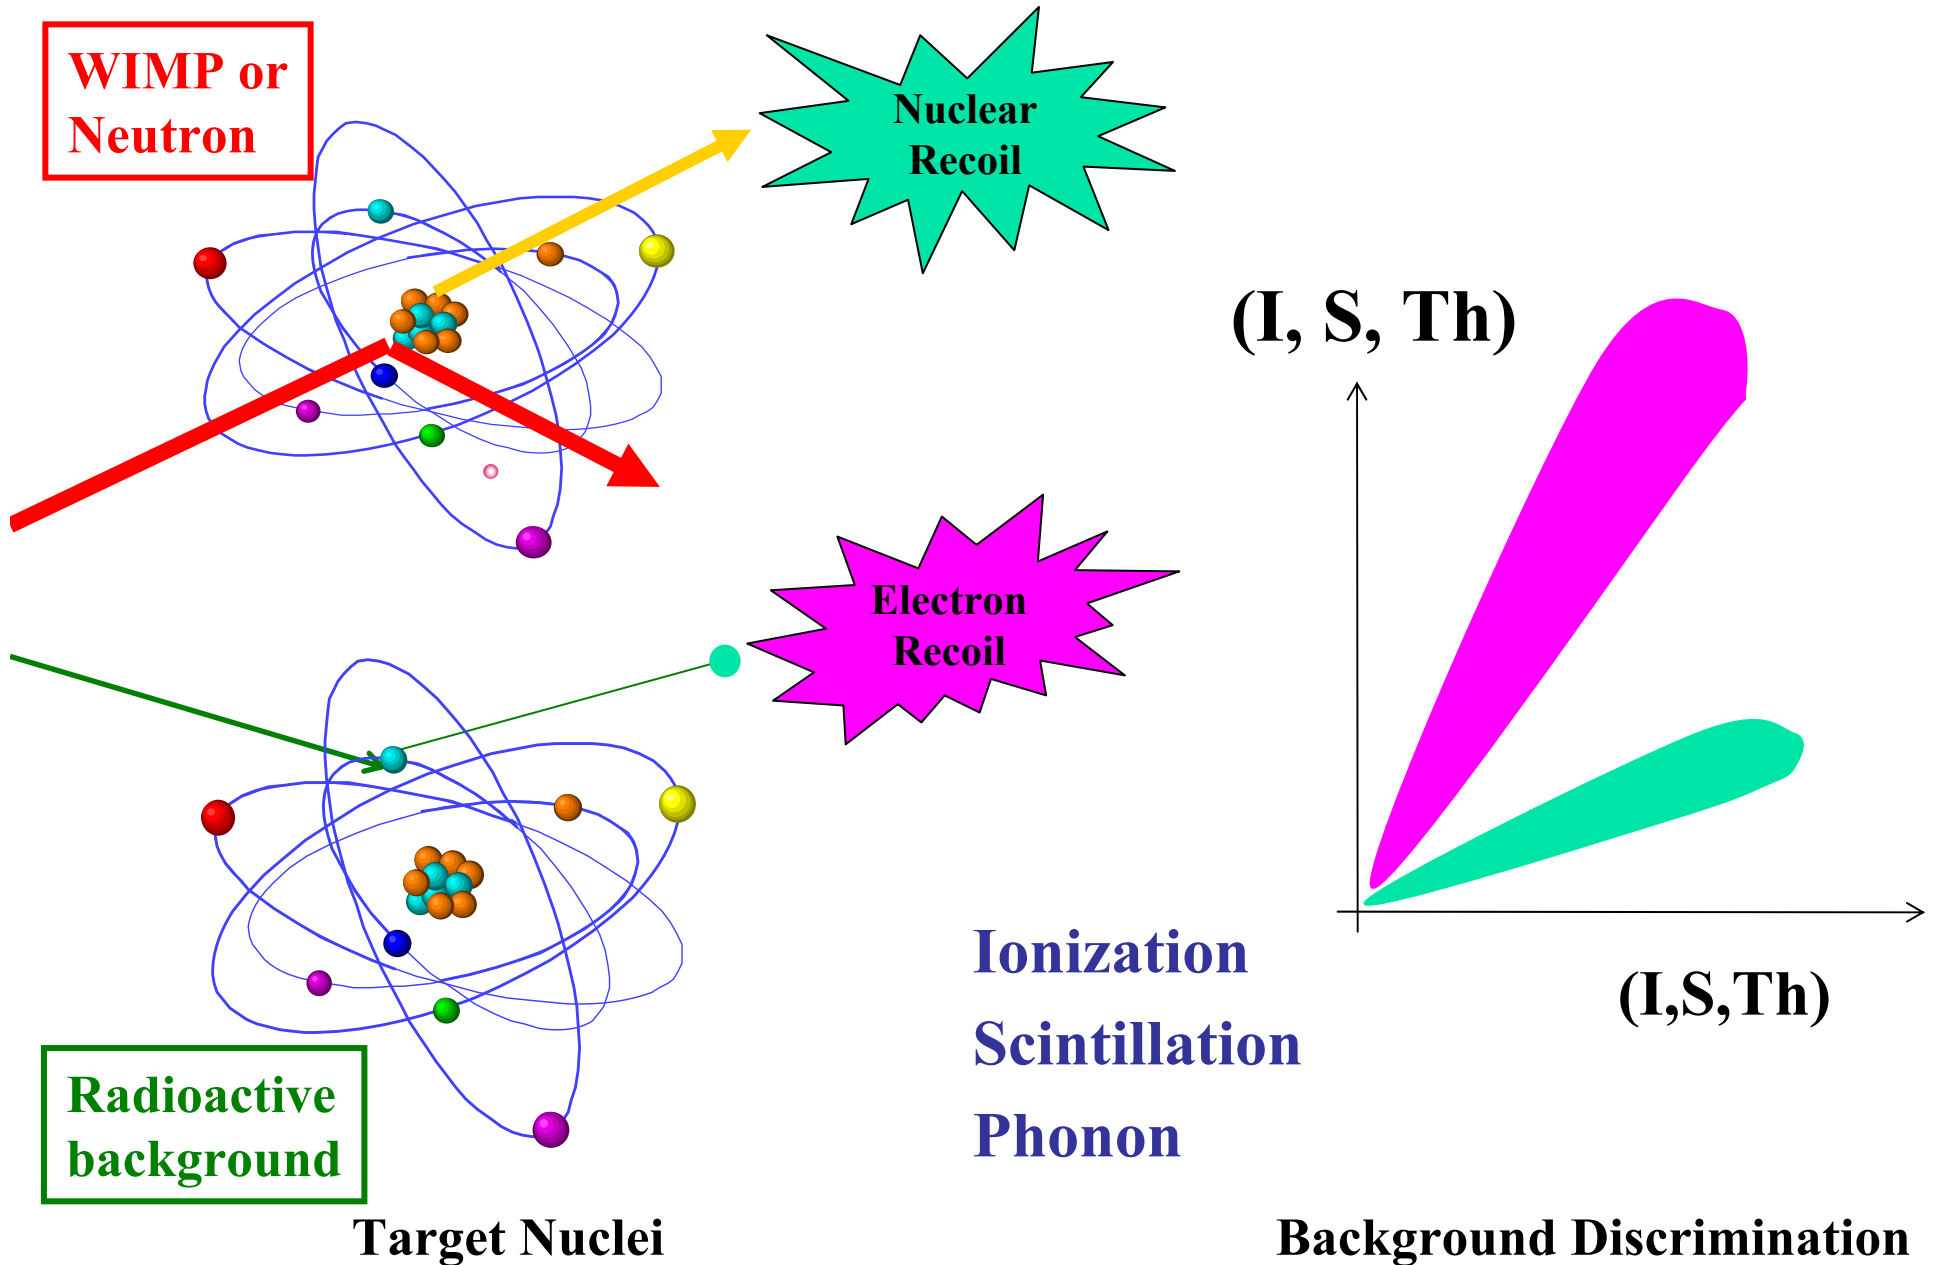 WIMP or
Neutron
Nuclear
Recoil
(I, S, Th)
Electron
Recoil
Ionization
(I,S,Th)
Scintillation
Phonon
Radioactive
background
Target Nuclei
Background Discrimination